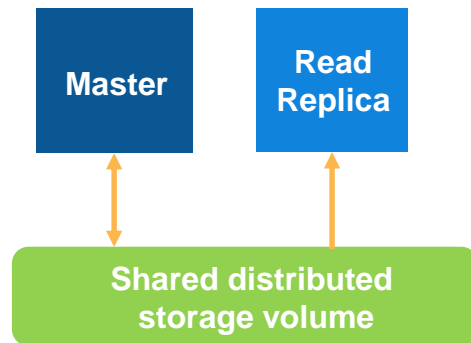 Master
Read
Replica
Shared distributed
storage volume